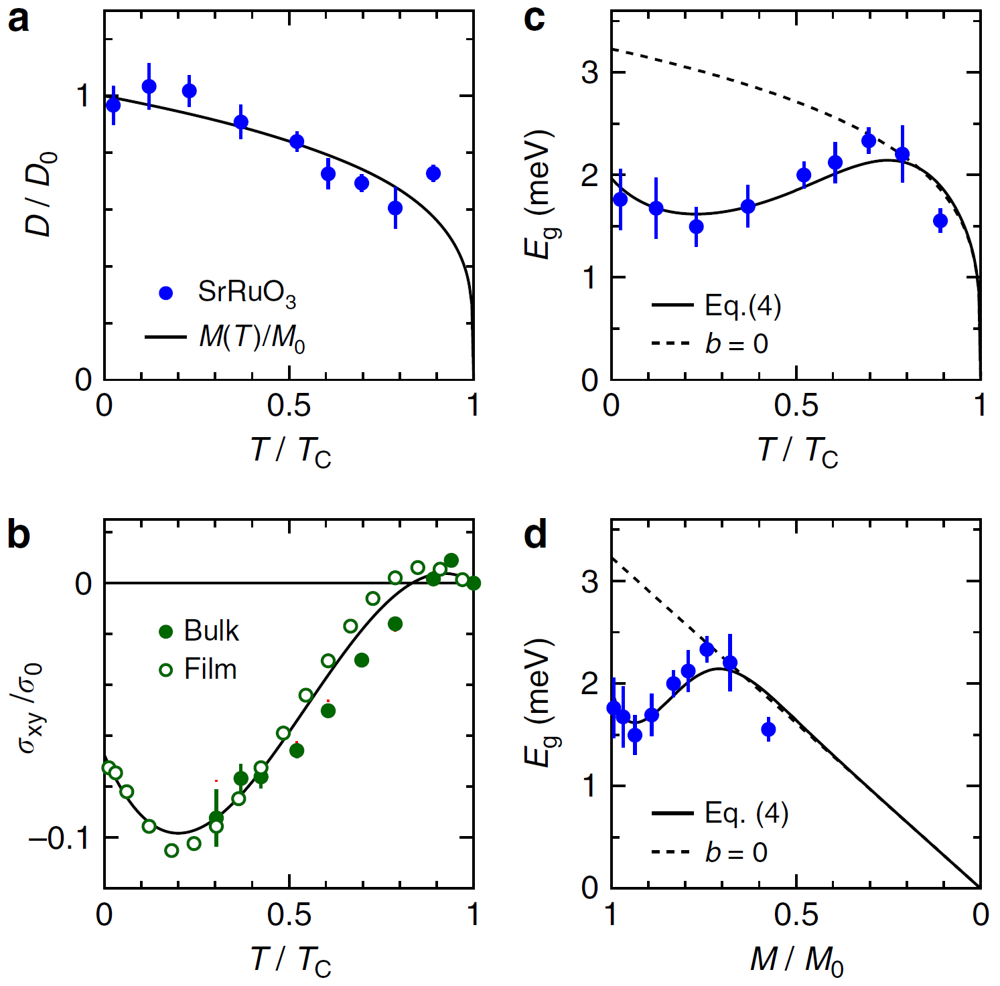 a
D / D0
1
0
SrRuO3
M(T)/M0
0 0.5 1
T / TC
c
Eg (meV)
3
2
1
0
Eq.(4)
b = 0
0 0.5 1
T / TC
b
σxy /σ0
0
−0.1
Bulk
Film
0 0.5 1
T / TC
d
Eg (meV)
3
2
1
0
Eq. (4)
b = 0
1 0.5 0
M / M0